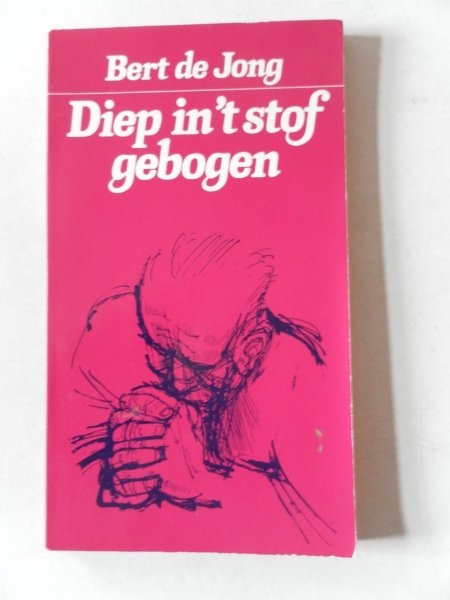 Bert de Jong
Diep in't stof
gebogen